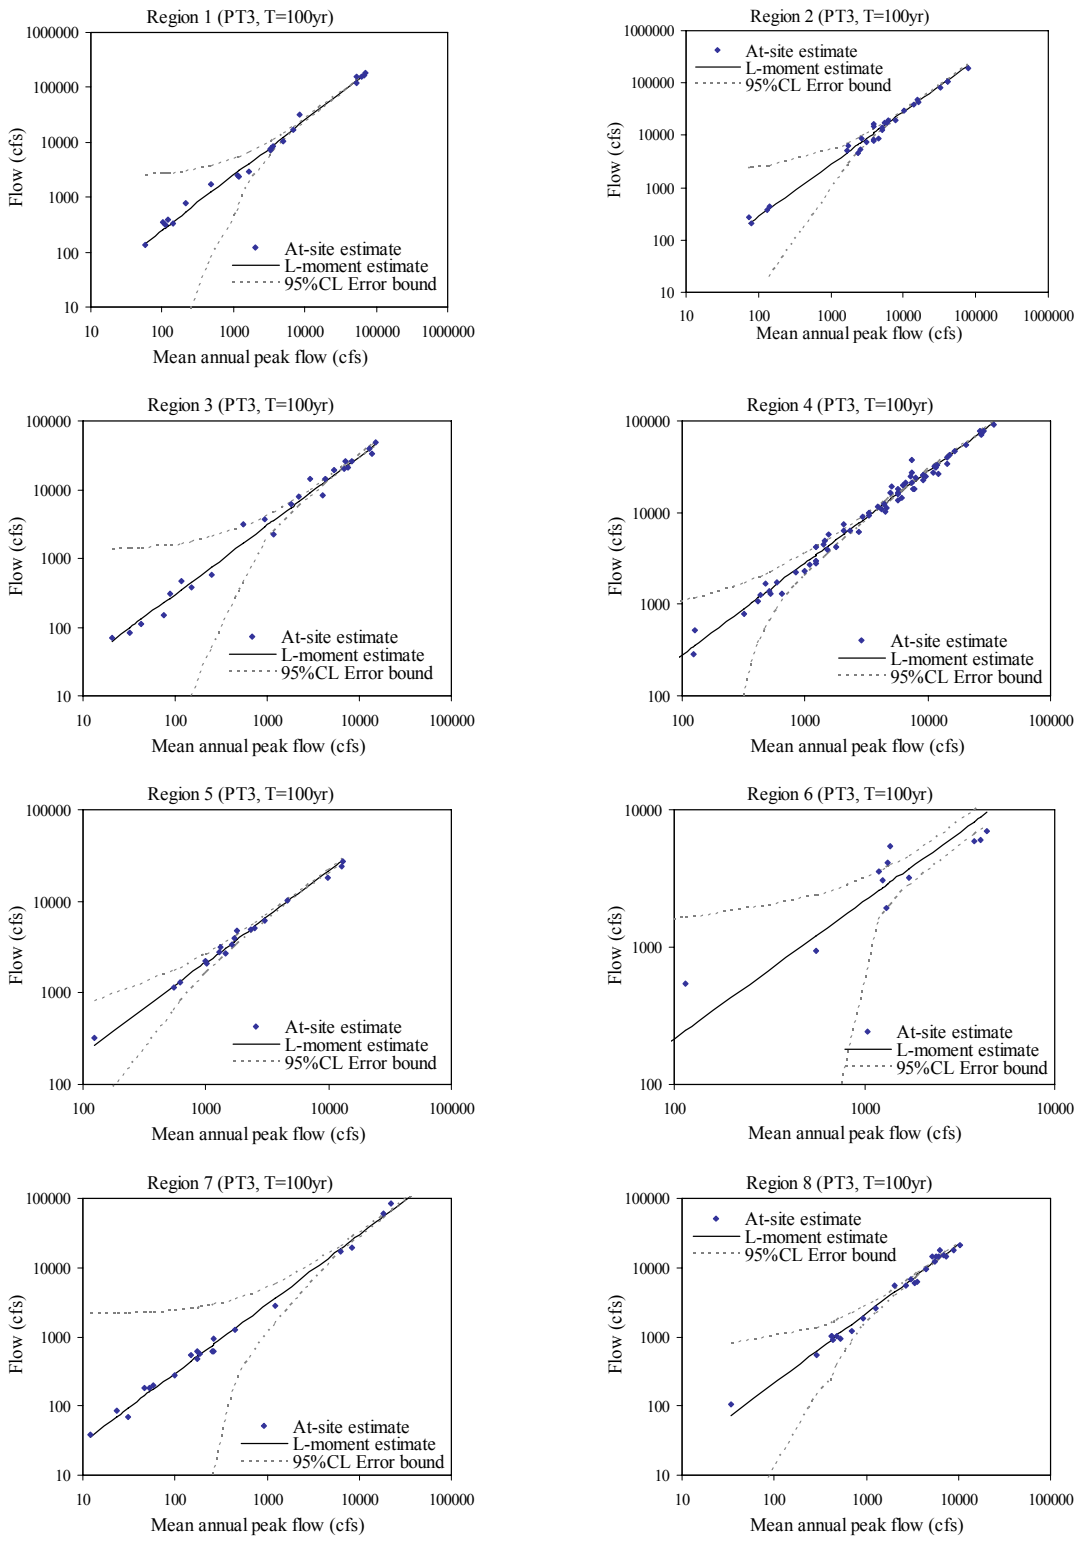 Region 1 (PT3, T=100yr)
1000000
100000
10000
1000
100
10
Flow (cfs)
At-site estimate
L-moment estimate
95%CL Error bound
10 100 1000 10000 100000 1000000
Mean annual peak flow (cfs)
Region 2 (PT3, T=100yr)
1000000
100000
10000
1000
100
10
Flow (cfs)
At-site estimate
L-moment estimate
95%CL Error bound
10 100 1000 10000 100000 1000000
Mean annual peak flow (cfs)
Region 3 (PT3, T=100yr)
100000
10000
1000
100
10
Flow (cfs)
At-site estimate
L-moment estimate
95%CL Error bound
10 100 1000 10000 100000
Mean annual peak flow (cfs)
Region 4 (PT3, T=100yr)
100000
10000
1000
100
Flow (cfs)
At-site estimate
L-moment estimate
95%CL Error bound
100 1000 10000 100000
Mean annual peak flow (cfs)
Region 5 (PT3, T=100yr)
100000
10000
1000
100
Flow (cfs)
At-site estimate
L-moment estimate
95%CL Error bound
100 1000 10000 100000
Mean annual peak flow (cfs)
Region 6 (PT3, T=100yr)
10000
1000
100
Flow (cfs)
At-site estimate
L-moment estimate
95%CL Error bound
100 1000 10000
Mean annual peak flow (cfs)
Region 7 (PT3, T=100yr)
100000
10000
1000
100
10
Flow (cfs)
At-site estimate
L-moment estimate
95%CL Error bound
10 100 1000 10000 100000
Mean annual peak flow (cfs)
Region 8 (PT3, T=100yr)
100000
10000
1000
100
10
Flow (cfs)
At-site estimate
L-moment estimate
95%CL Error bound
10 100 1000 10000 100000
Mean annual peak flow (cfs)